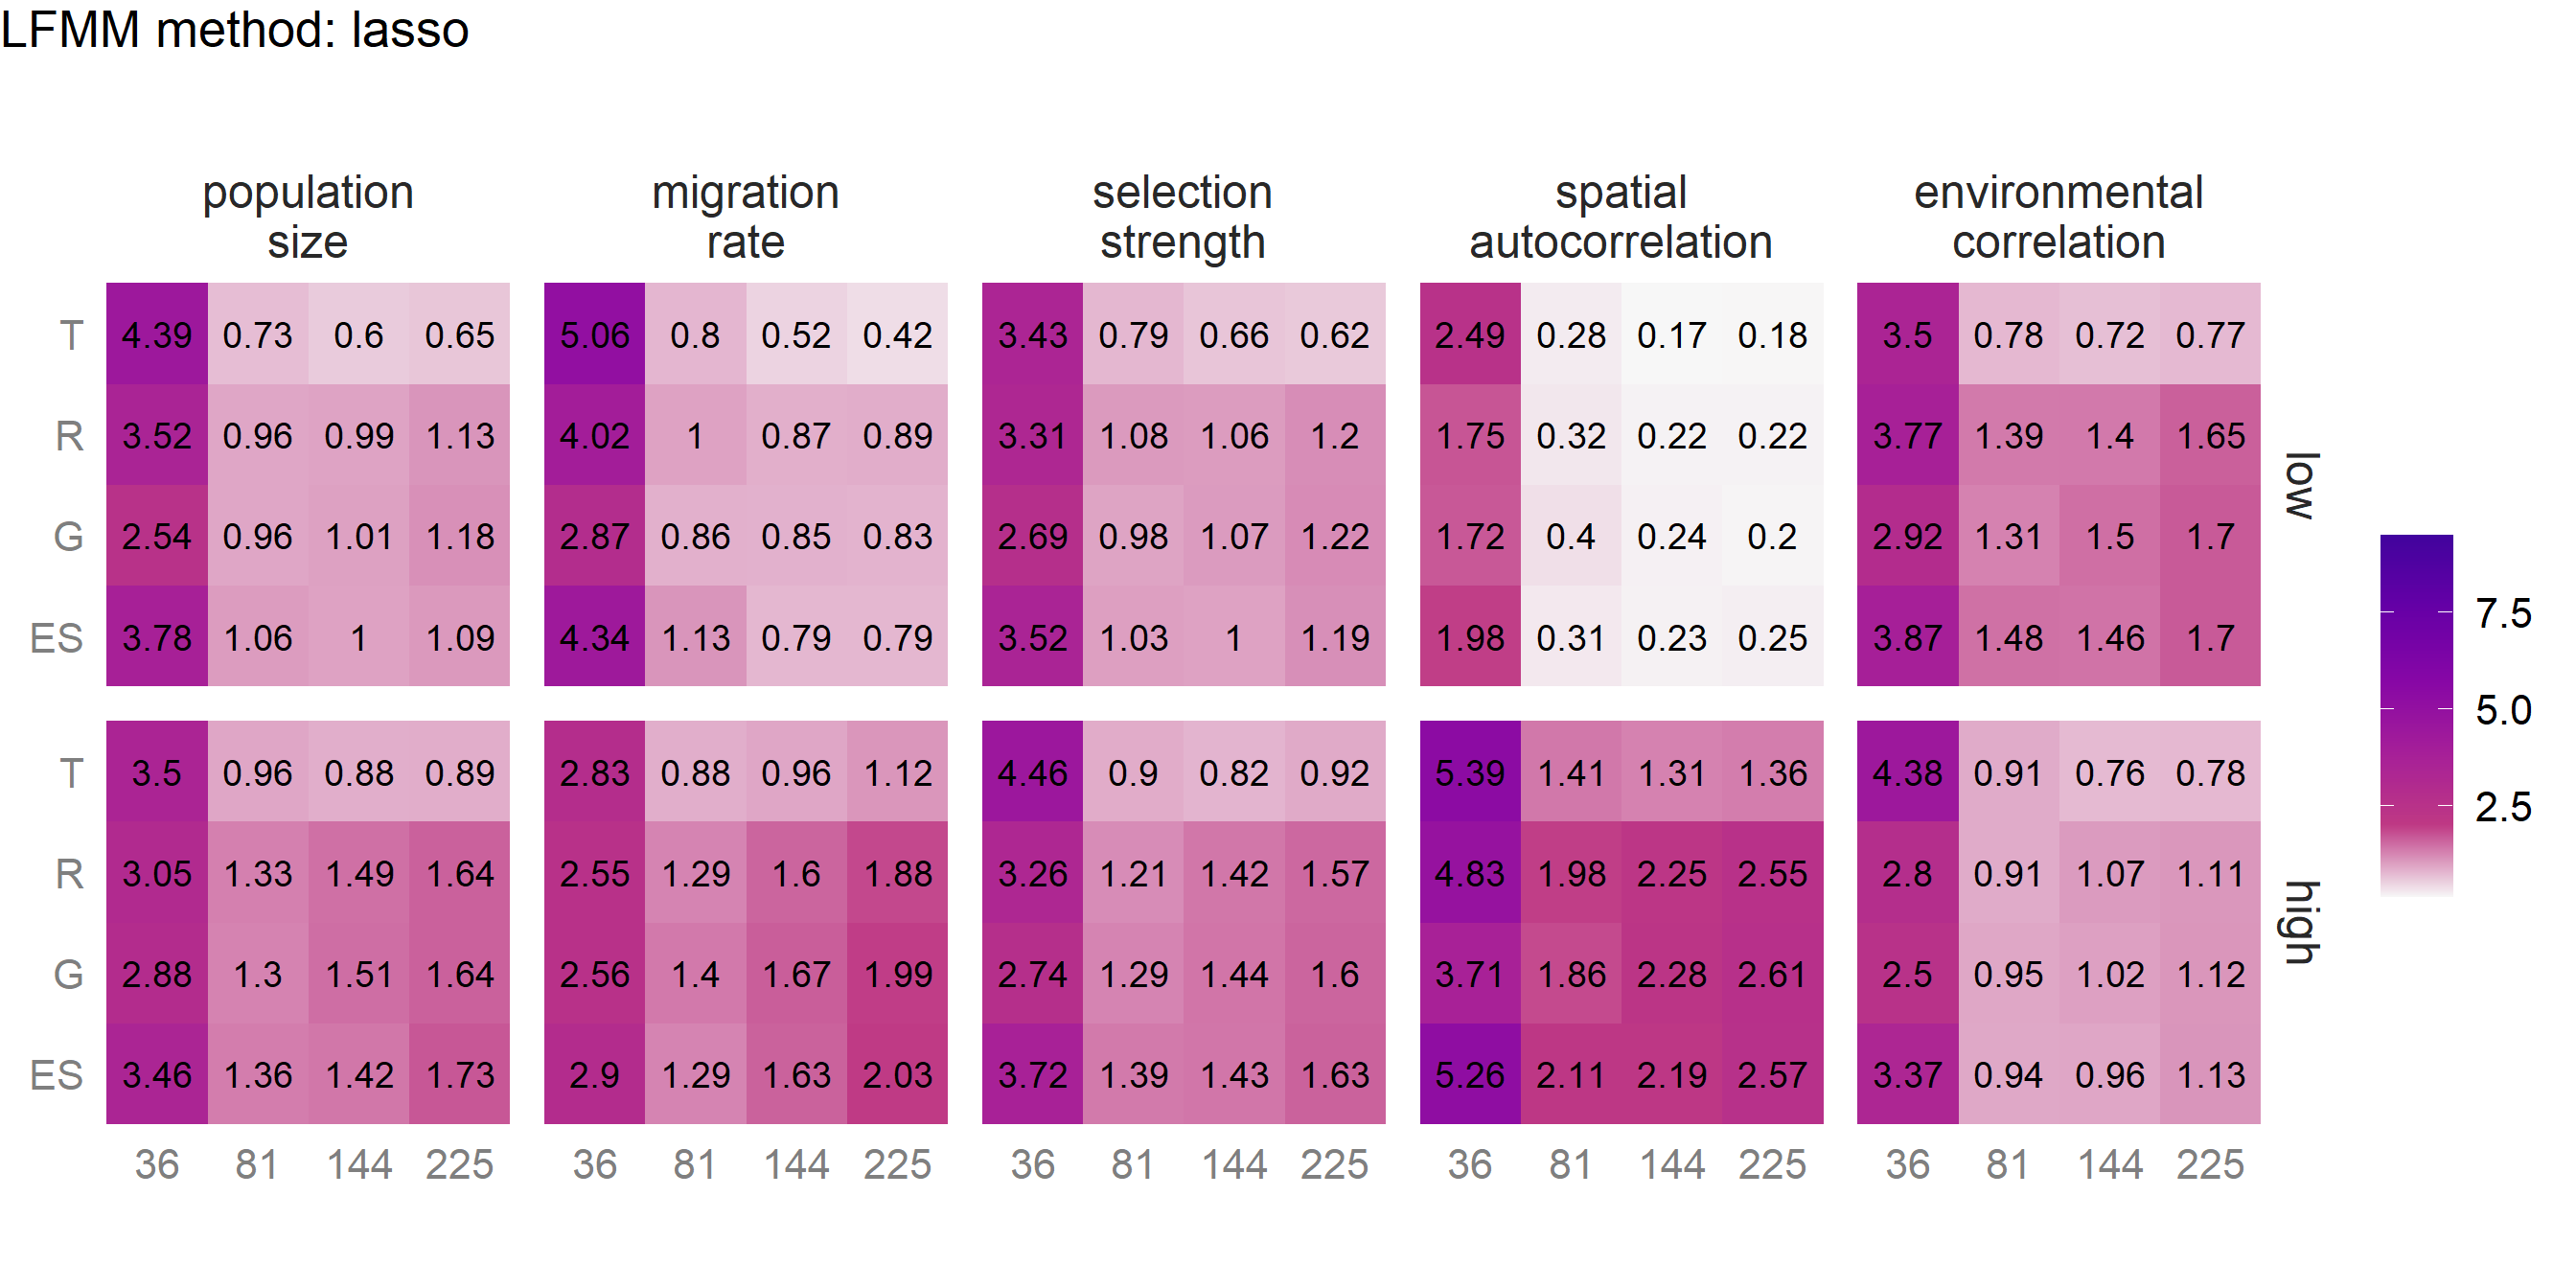 LFMM method: lasso
population size
migration rate
selection strength
spatial autocorrelation
environmental correlation
T 4.39 0.73 0.6 0.65 5.06 0.8 0.52 0.42 3.43 0.79 0.66 0.62 2.49 0.28 0.17 0.18 3.5 0.78 0.72 0.77
R 3.52 0.96 0.99 1.13 4.02 1 0.87 0.89 3.31 1.08 1.06 1.2 1.75 0.32 0.22 0.22 3.77 1.39 1.4 1.65
G 2.54 0.96 1.01 1.18 2.87 0.86 0.85 0.83 2.69 0.98 1.07 1.22 1.72 0.4 0.24 0.2 2.92 1.31 1.5 1.7
ES 3.78 1.06 1 1.09 4.34 1.13 0.79 0.79 3.52 1.03 1 1.19 1.98 0.31 0.23 0.25 3.87 1.48 1.46 1.7
low
T 3.5 0.96 0.88 0.89 2.83 0.88 0.96 1.12 4.46 0.9 0.82 0.92 5.39 1.41 1.31 1.36 4.38 0.91 0.76 0.78
R 3.05 1.33 1.49 1.64 2.55 1.29 1.6 1.88 3.26 1.21 1.42 1.57 4.83 1.98 2.25 2.55 2.8 0.91 1.07 1.11
G 2.88 1.3 1.51 1.64 2.56 1.4 1.67 1.99 2.74 1.29 1.44 1.6 3.71 1.86 2.28 2.61 2.5 0.95 1.02 1.12
ES 3.46 1.36 1.42 1.73 2.9 1.29 1.63 2.03 3.72 1.39 1.43 1.63 5.26 2.11 2.19 2.57 3.37 0.94 0.96 1.13
high
36 81 144 225 36 81 144 225 36 81 144 225 36 81 144 225 36 81 144 225
7.5
5.0
2.5